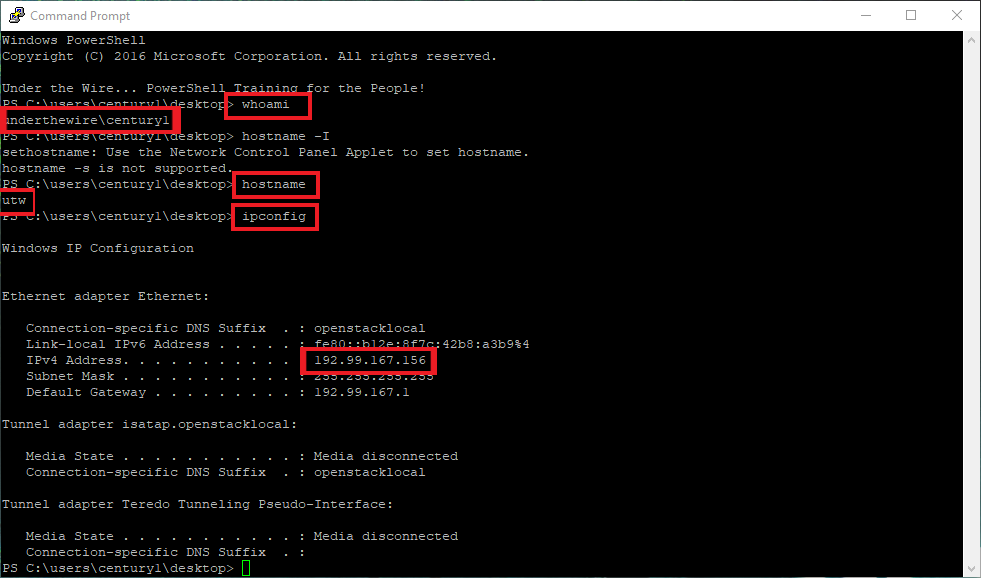 Command Prompt
Windows PowerShell
Copyright (C) 2016 Microsoft Corporation. All rights reserved.
Under the Wire... PowerShell Training for the People!
PS C:\users\century1\desktop> whoami
underthewire\century1
PS C:\users\century1\desktop> hostname -I
sethostname: Use the Network Control Panel Applet to set hostname.
hostname -s is not supported.
PS C:\users\century1\desktop> hostname
utw
PS C:\users\century1\desktop> ipconfig
Windows IP Configuration
Ethernet adapter Ethernet:
Connection-specific DNS Suffix . : openstacklocal
Link-local IPv6 Address . . . . . : fe80::b12e:8f7c:42b8:a3b9%4
IPv4 Address. . . . . . . . . . . : 192.99.167.156
Subnet Mask . . . . . . . . . . . : 255.255.255.255
Default Gateway . . . . . . . . . : 192.99.167.1
Tunnel adapter isatap.openstacklocal:
Media State . . . . . . . . . . . : Media disconnected
Connection-specific DNS Suffix . : openstacklocal
Tunnel adapter Teredo Tunneling Pseudo-Interface:
Media State . . . . . . . . . . . : Media disconnected
Connection-specific DNS Suffix . :
PS C:\users\century1\desktop>